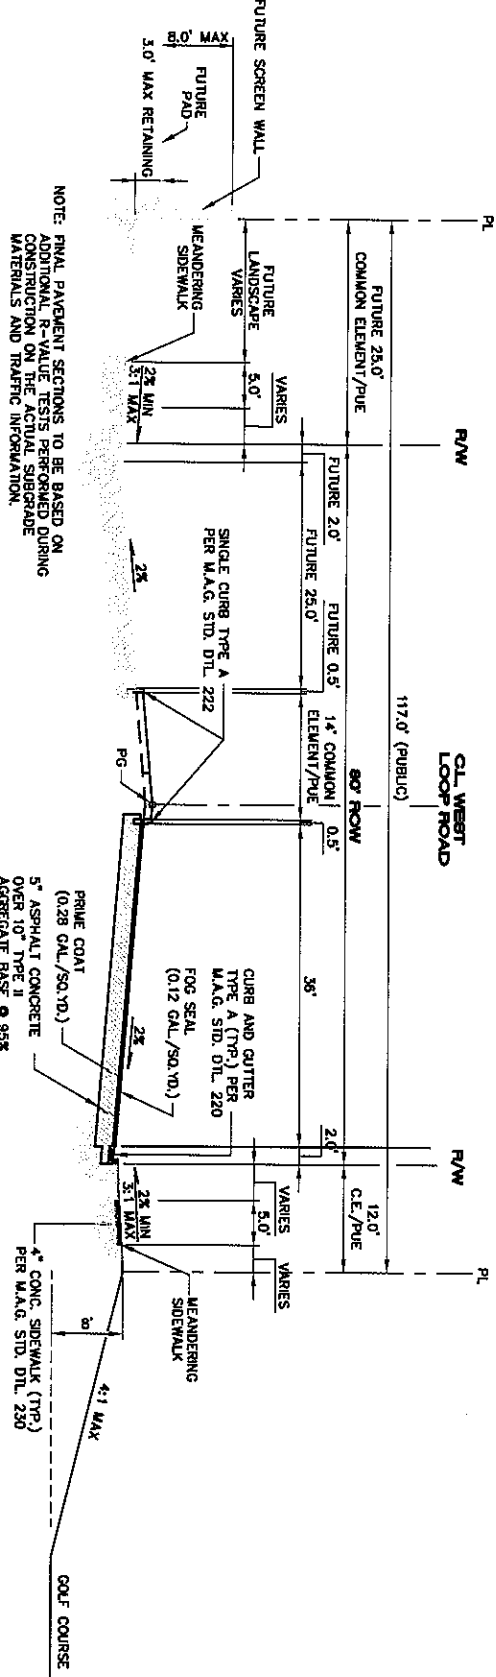 C.L. WEST
LOOP ROAD
PL
PL
117.0' (PUBLIC)
R/W
R/W
80' ROW
FUTURE 25.0'
COMMON ELEMENT/PUE
12.0'
C.E./PUE
FUTURE 2.0'
FUTURE 25.0'
FUTURE 0.5'
14' COMMON
ELEMENT/PUE
0.5'
36'
2.0'
FUTURE SCREEN WALL
FUTURE
LANDSCAPE
VARIES
5.0'
VARIES
VARIES
5.0'
VARIES
8.0' MAX
FUTURE
PAD
3.0' MAX RETAINING
MEANDERING
SIDEWALK
2% MIN
3:1 MAX
2%
SINGLE CURB TYPE A
PER M.A.G. STD. DTL. 222
PG
CURB AND GUTTER
TYPE A (TYP.) PER
M.A.G. STD. DTL. 220
FOG SEAL
(0.12 GAL./SQ.YD.)
2%
PRIME COAT
(0.28 GAL./SQ.YD.)
5" ASPHALT CONCRETE
OVER 10" TYPE II
AGGREGATE BASE @ 95%
2% MIN
3:1 MAX
MEANDERING
SIDEWALK
4" CONC. SIDEWALK (TYP.)
PER M.A.G. STD. DTL. 230
8'
4:1 MAX
GOLF COURSE
NOTE: FINAL PAVEMENT SECTIONS TO BE BASED ON
ADDITIONAL R-VALUE TESTS PERFORMED DURING
CONSTRUCTION ON THE ACTUAL SUBGRADE
MATERIALS AND TRAFFIC INFORMATION.